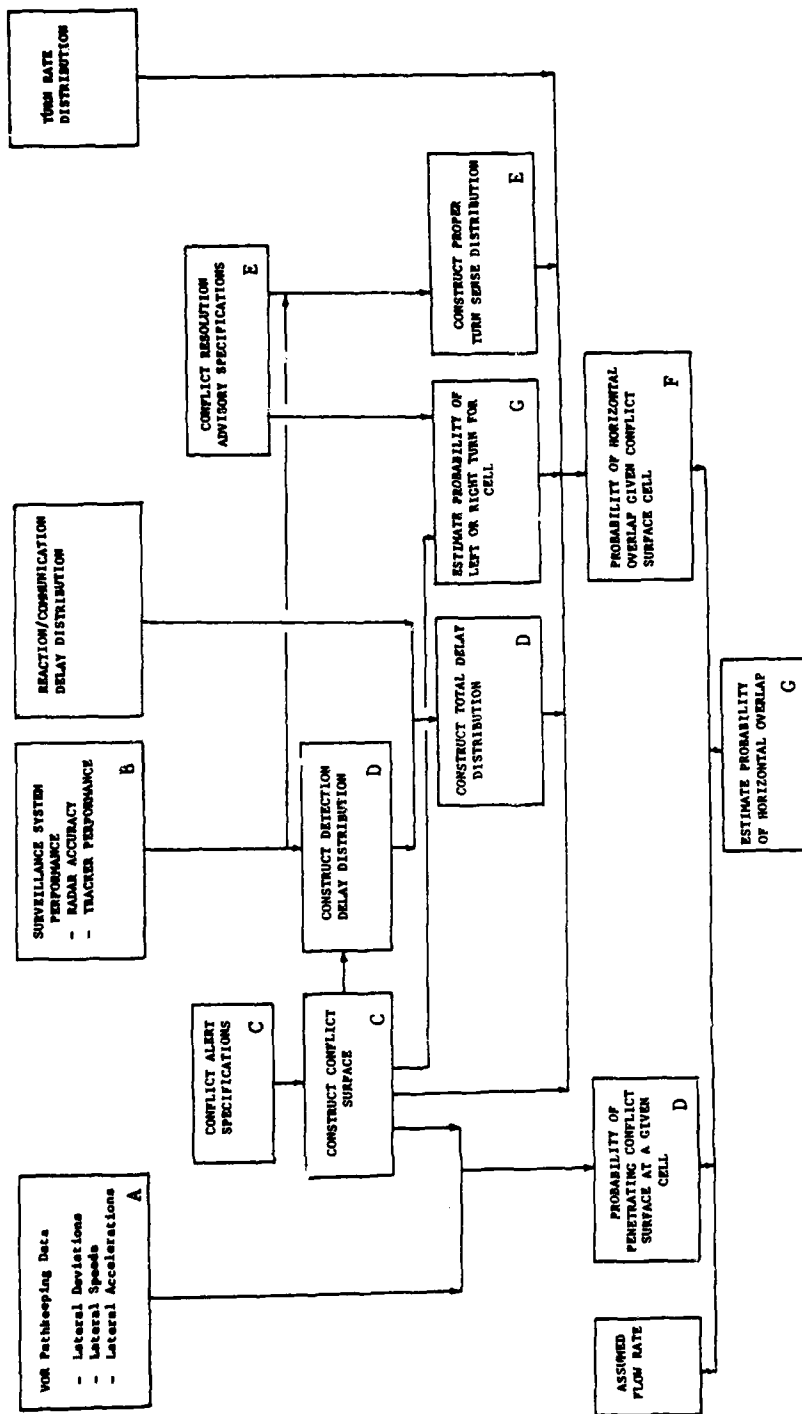 VOR Pathkeeping Data
- Lateral Deviations
- Lateral Speeds
- Lateral Accelerations
A
SURVEILLANCE SYSTEM
PERFORMANCE
- RADAR ACCURACY
- TRACKER PERFORMANCE
B
REACTION/COMMUNICATION
DELAY DISTRIBUTION
TURN RATE
DISTRIBUTION
CONFLICT ALERT
SPECIFICATIONS
C
CONFLICT RESOLUTION
ADVISORY SPECIFICATIONS
E
CONSTRUCT CONFLICT
SURFACE
C
CONSTRUCT DETECTION
DELAY DISTRIBUTION
D
CONSTRUCT TOTAL DELAY
DISTRIBUTION
D
ESTIMATE PROBABILITY OF
LEFT OR RIGHT TURN FOR
CELL
G
CONSTRUCT PROPER
TURN SENSE DISTRIBUTION
E
ASSUMED
FLOW RATE
PROBABILITY OF
PENETRATING CONFLICT
SURFACE AT A GIVEN
CELL
D
PROBABILITY OF HORIZONTAL
OVERLAP GIVEN CONFLICT
SURFACE CELL
F
ESTIMATE PROBABILITY
OF HORIZONTAL OVERLAP
G